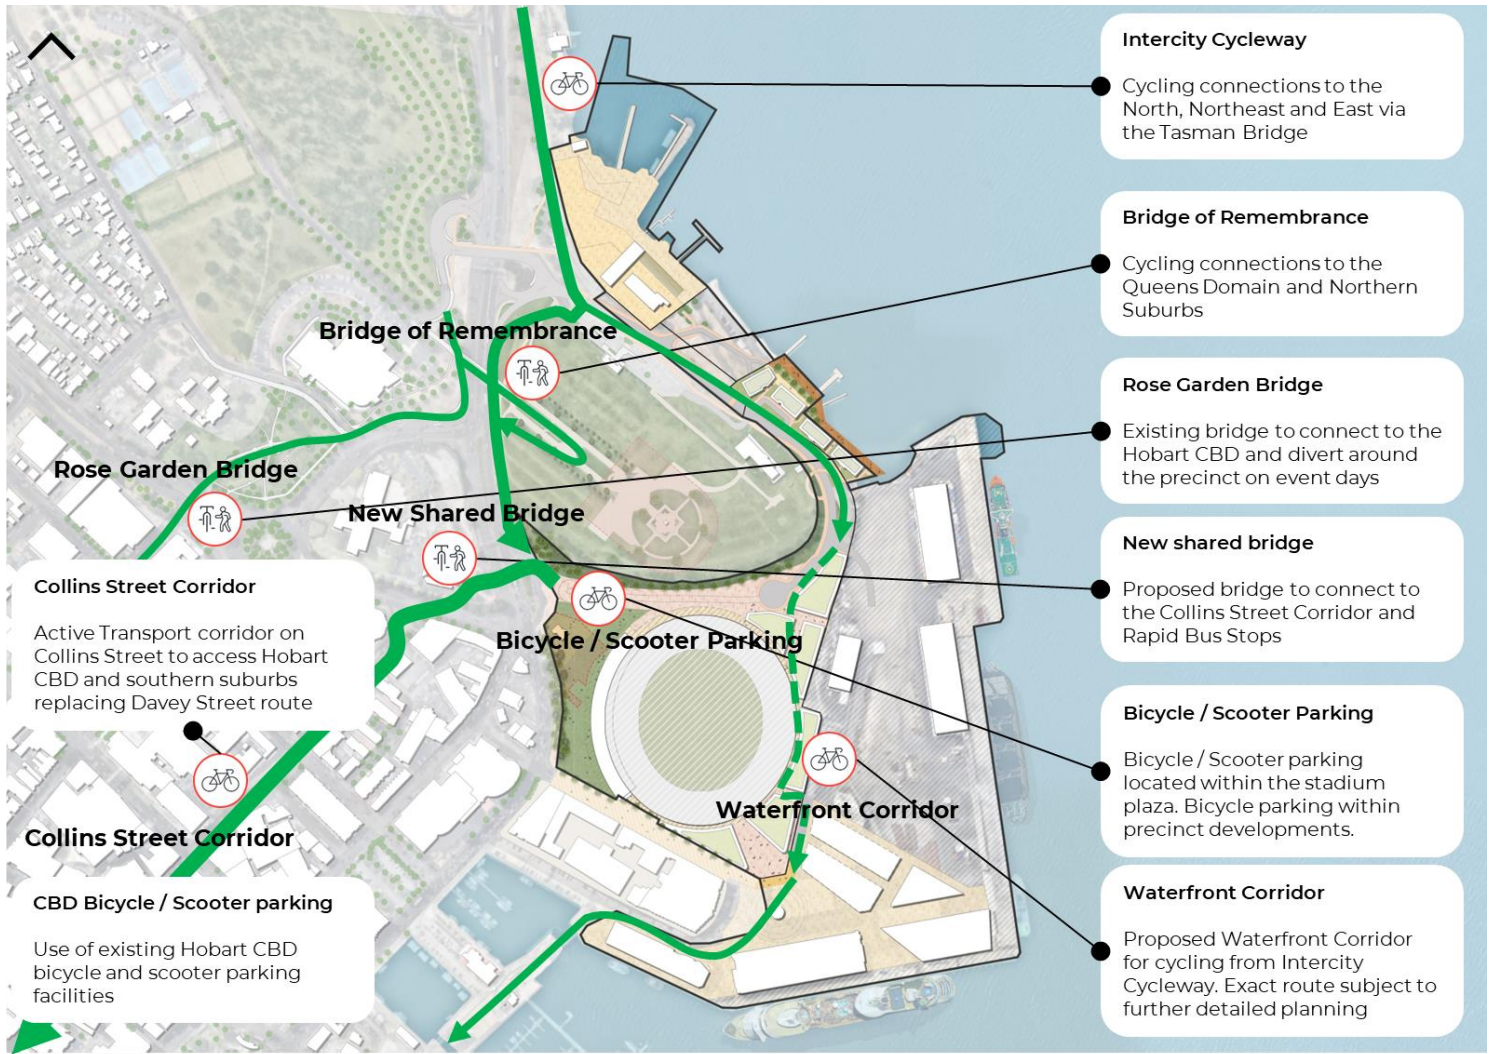 Intercity Cycleway
Cycling connections to the
North, Northeast and East via
the Tasman Bridge
Bridge of Remembrance
Cycling connections to the
Queens Domain and Northern
Suburbs
Rose Garden Bridge
Existing bridge to connect to the
Hobart CBD and divert around
the precinct on event days
New shared bridge
Proposed bridge to connect to
the Collins Street Corridor and
Rapid Bus Stops
Bicycle / Scooter Parking
Bicycle / Scooter parking
located within the stadium
plaza. Bicycle parking within
precinct developments.
Waterfront Corridor
Proposed Waterfront Corridor
for cycling from Intercity
Cycleway. Exact route subject to
further detailed planning
Bridge of Remembrance
Rose Garden Bridge
New Shared Bridge
Bicycle / Scooter Parking
Waterfront Corridor
Collins Street Corridor
Active Transport corridor on
Collins Street to access Hobart
CBD and southern suburbs
replacing Davey Street route
Collins Street Corridor
CBD Bicycle / Scooter parking
Use of existing Hobart CBD
bicycle and scooter parking
facilities